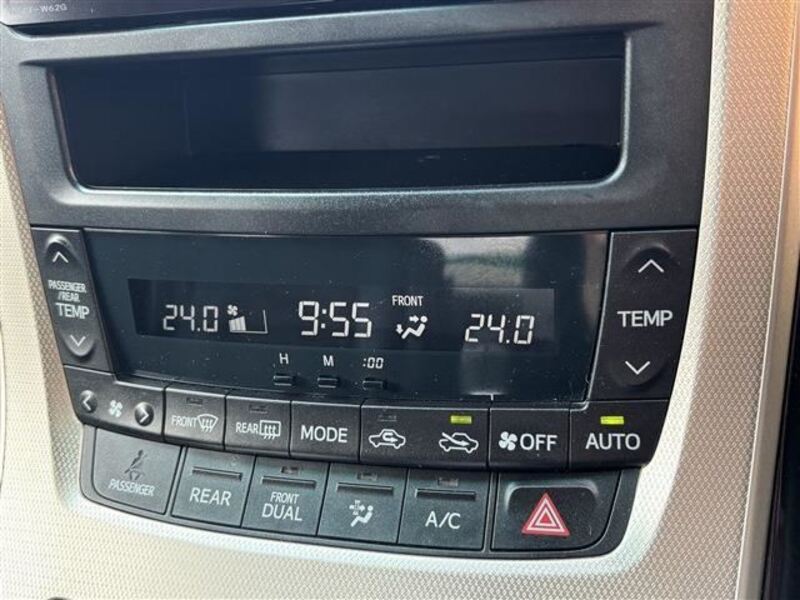 -W62G
PASSENGER
/REAR
TEMP
24.0
9:55
FRONT
24.0
TEMP
H
M
:00
FRONT
REAR
MODE
OFF
AUTO
PASSENGER
REAR
FRONT
DUAL
A/C